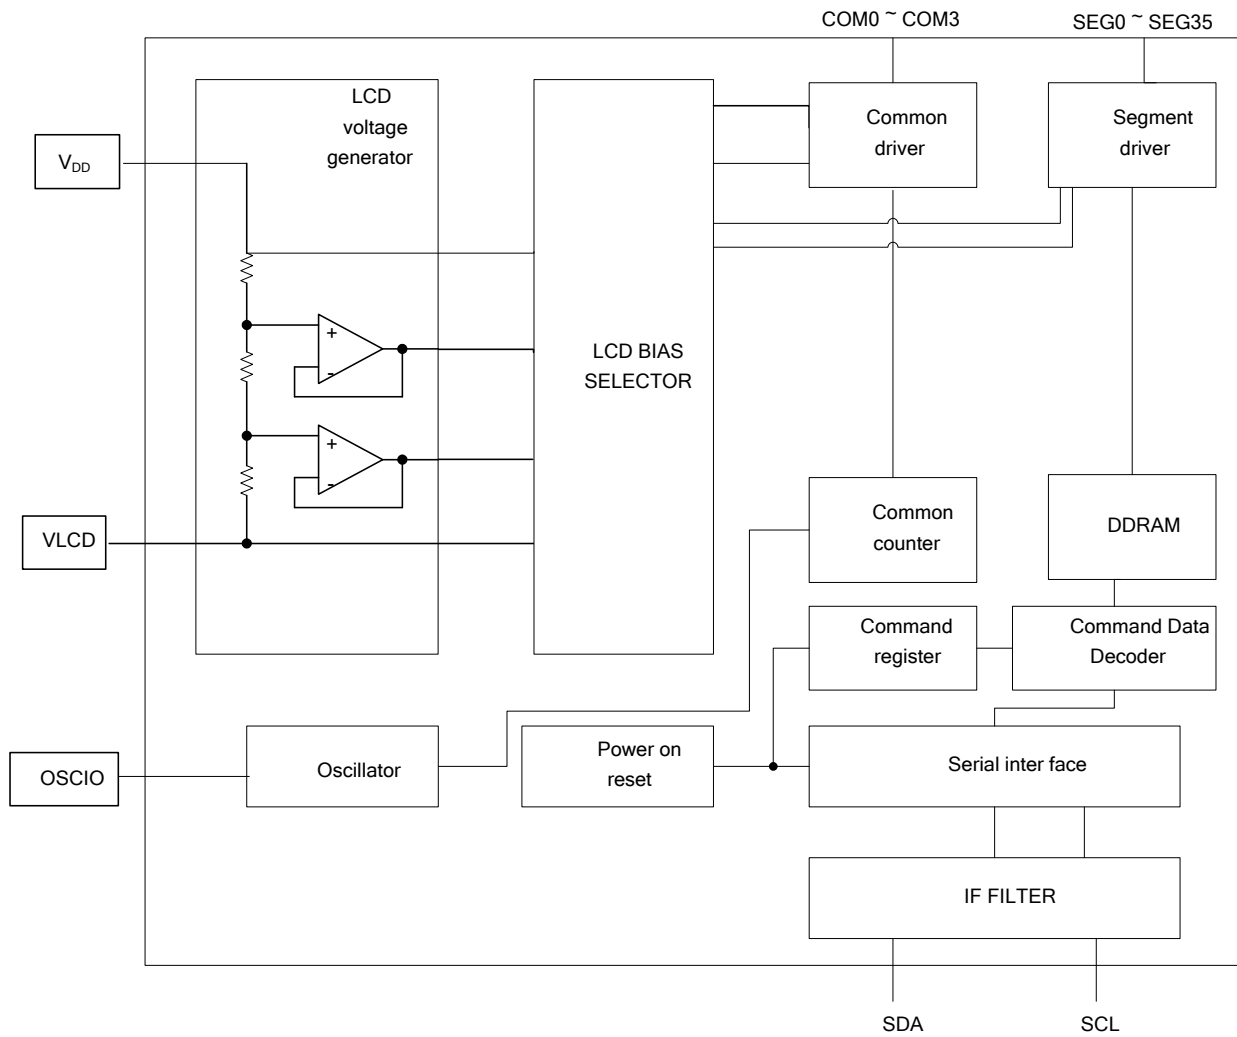 COM0 ~ COM3
SEG0 ~ SEG35
LCD
voltage
generator
Common
driver
Segment
driver
VDD
+
-
LCD BIAS
SELECTOR
+
-
Common
counter
DDRAM
VLCD
Command
register
Command Data
Decoder
OSCIO
Oscillator
Power on
reset
Serial inter face
IF FILTER
SDA
SCL